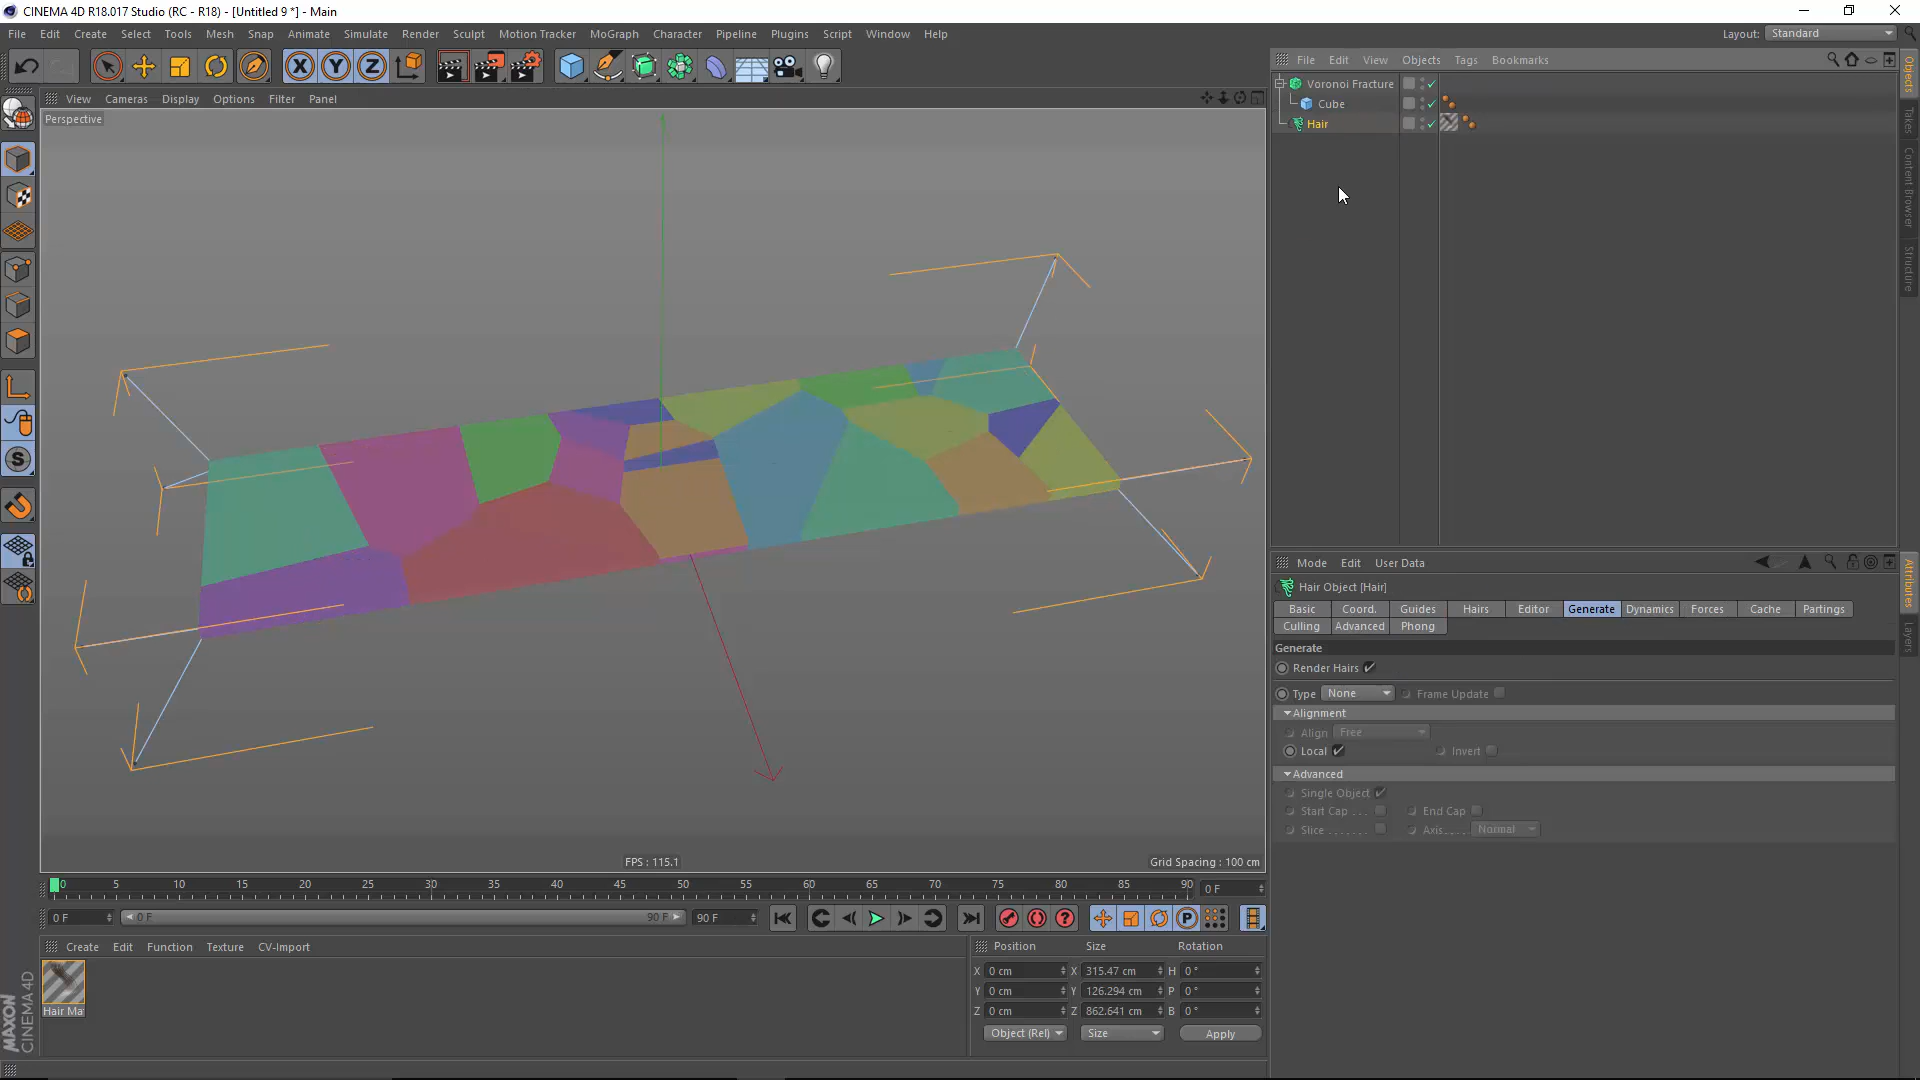 CINEMA 4D R18.017 Studio (RC - R18) - [Untitled 9 *] - Main
File Edit Create Select Tools Mesh Snap Animate Simulate Render Sculpt Motion Tracker MoGraph Character Pipeline Plugins Script Window Help
Layout: Standard
X Y Z
File Edit View Objects Tags Bookmarks
View Cameras Display Options Filter Panel
Perspective
Voronoi Fracture
Cube
Hair
Objects
Takes
Content Browser
Structure
Mode Edit User Data
Hair Object [Hair]
Basic Coord. Guides Hairs Editor Generate Dynamics Forces Cache Partings
Culling Advanced Phong
Attributes
Layers
Generate
Render Hairs
Type None Frame Update
Alignment
Align Free
Local Invert
Advanced
Single Object
Start Cap . . . End Cap
Slice . . . . . . . Axis. . . . Normal
FPS : 115.1
Grid Spacing : 100 cm
0 5 10 15 20 25 30 35 40 45 50 55 60 65 70 75 80 85 90
0 F
0 F 0 F 90 F 90 F
Create Edit Function Texture CV-Import
Hair Ma
MAXON
CINEMA 4D
Position Size Rotation
X 0 cm X 315.47 cm H 0 °
Y 0 cm Y 126.294 cm P 0 °
Z 0 cm Z 862.641 cm B 0 °
Object (Rel) Size Apply